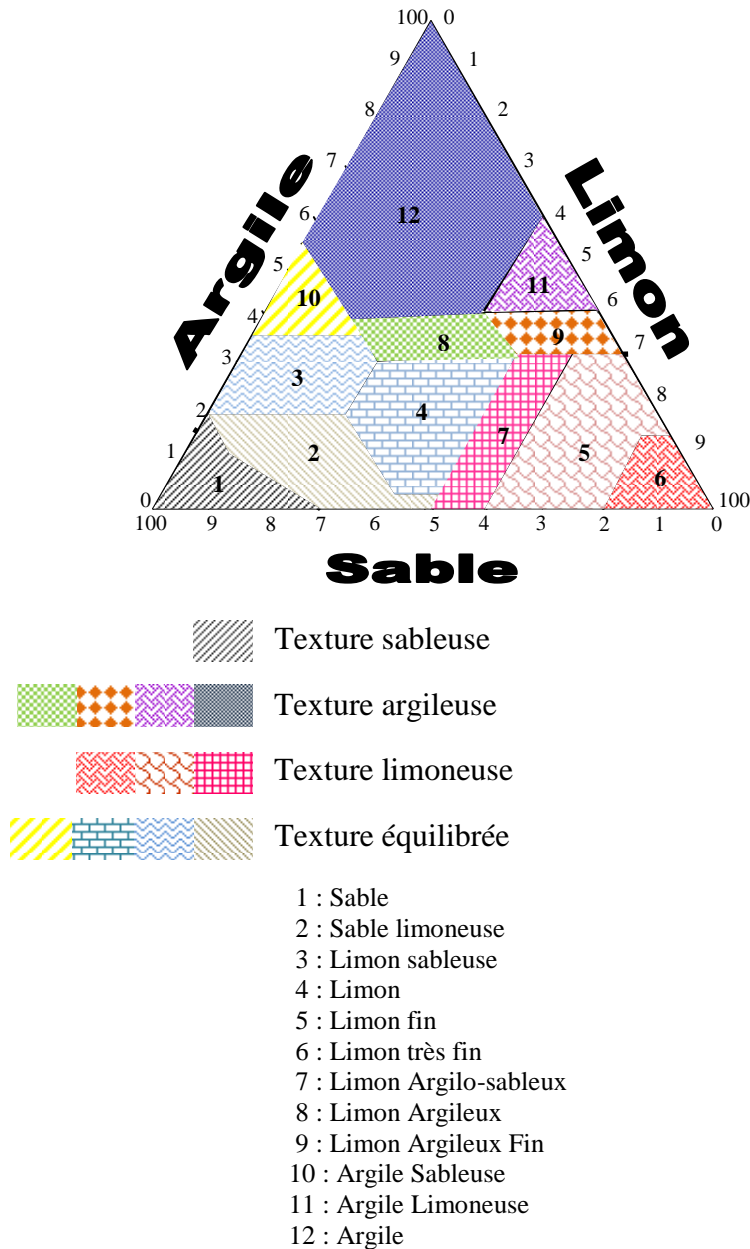 100 0
9 1
8 2
7 3
Argile Limon
6 12 4
5 5
10 11 6
4
8 9 7
3 3 8
4
2 7 9
1 2 5
1 6
0 100
100 9 8 7 6 5 4 3 2 1 0
Sable
Texture sableuse
Texture argileuse
Texture limoneuse
Texture équilibrée
1 : Sable
2 : Sable limoneuse
3 : Limon sableuse
4 : Limon
5 : Limon fin
6 : Limon très fin
7 : Limon Argilo-sableux
8 : Limon Argileux
9 : Limon Argileux Fin
10 : Argile Sableuse
11 : Argile Limoneuse
12 : Argile